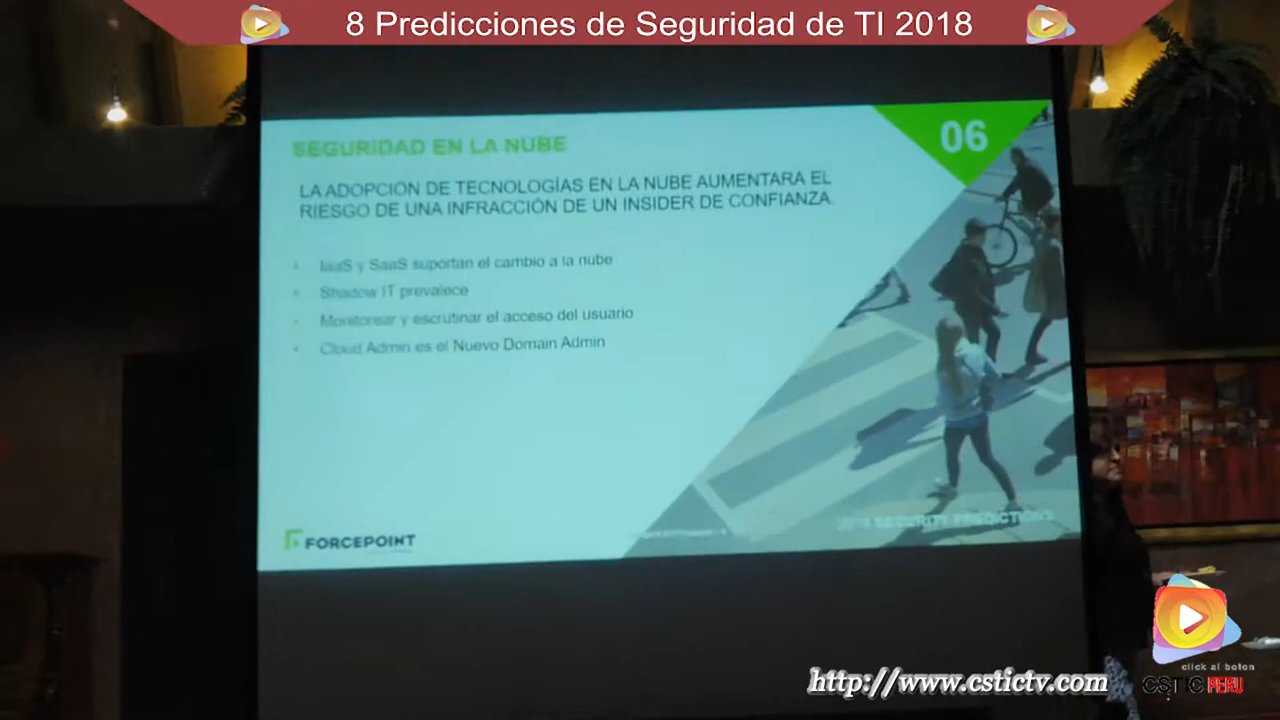 8 Predicciones de Seguridad de TI 2018
06
SEGURIDAD EN LA NUBE
LA ADOPCION DE TECNOLOGÍAS EN LA NUBE AUMENTARA EL
RIESGO DE UNA INFRACCIÓN DE UN INSIDER DE CONFIANZA.
IaaS y SaaS suportan el cambio a la nube
Shadow IT prevalece
Monitorear y escrutinar el acceso del usuario
Cloud Admin es el Nuevo Domain Admin
2018 SECURITY PREDICTIONS
FORCEPOINT
click al boton
http://www.cstictv.com
CSTIC PERU